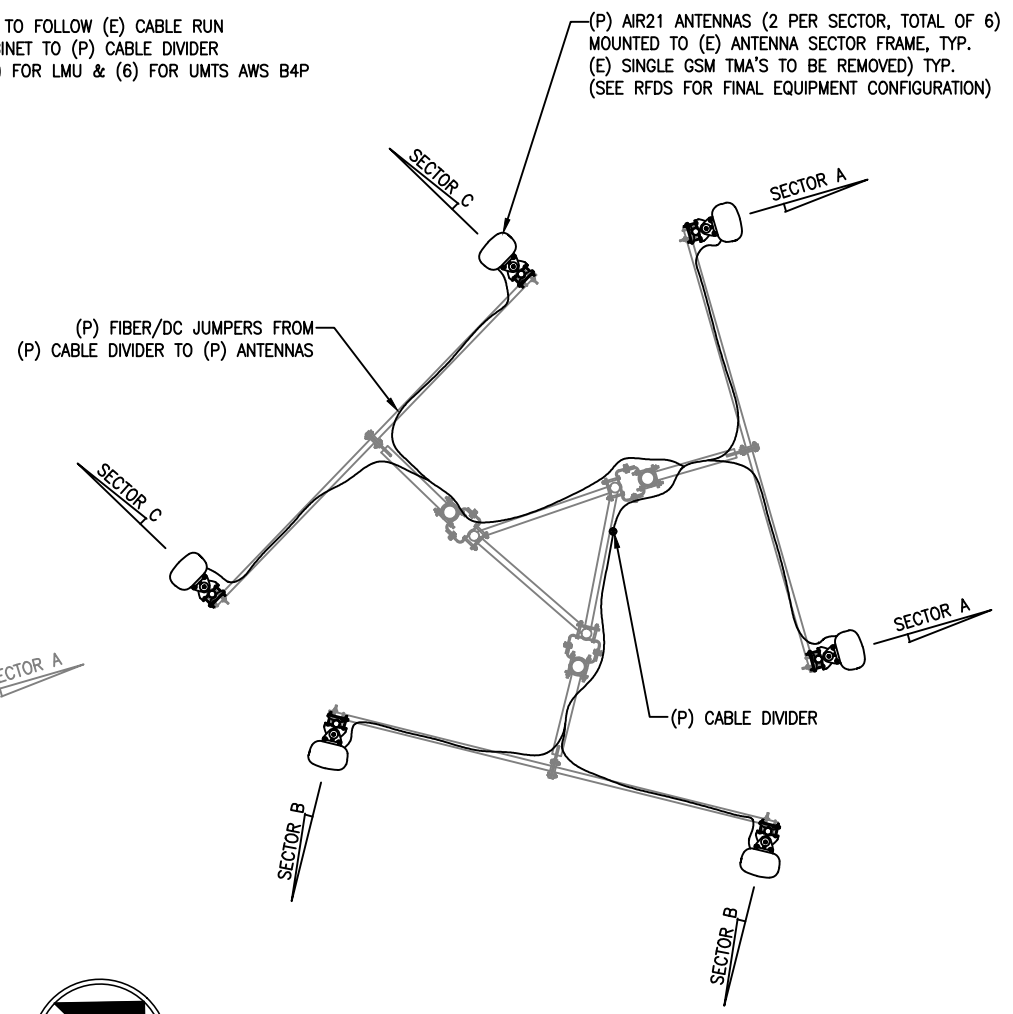 TO FOLLOW (E) CABLE RUN
TO (P) CABLE DIVIDER
FOR LMU & (6) FOR UMTS AWS B4P
(P) AIR21 ANTENNAS (2 PER SECTOR, TOTAL OF 6)
MOUNTED TO (E) ANTENNA SECTOR FRAME, TYP.
(E) SINGLE GSM TMA'S TO BE REMOVED) TYP.
(SEE RFDS FOR FINAL EQUIPMENT CONFIGURATION)
SECTOR C
SECTOR A
(P) FIBER/DC JUMPERS FROM
(P) CABLE DIVIDER TO (P) ANTENNAS
SECTOR C
SECTOR A
ECTOR A
(P) CABLE DIVIDER
SECTOR B
SECTOR B